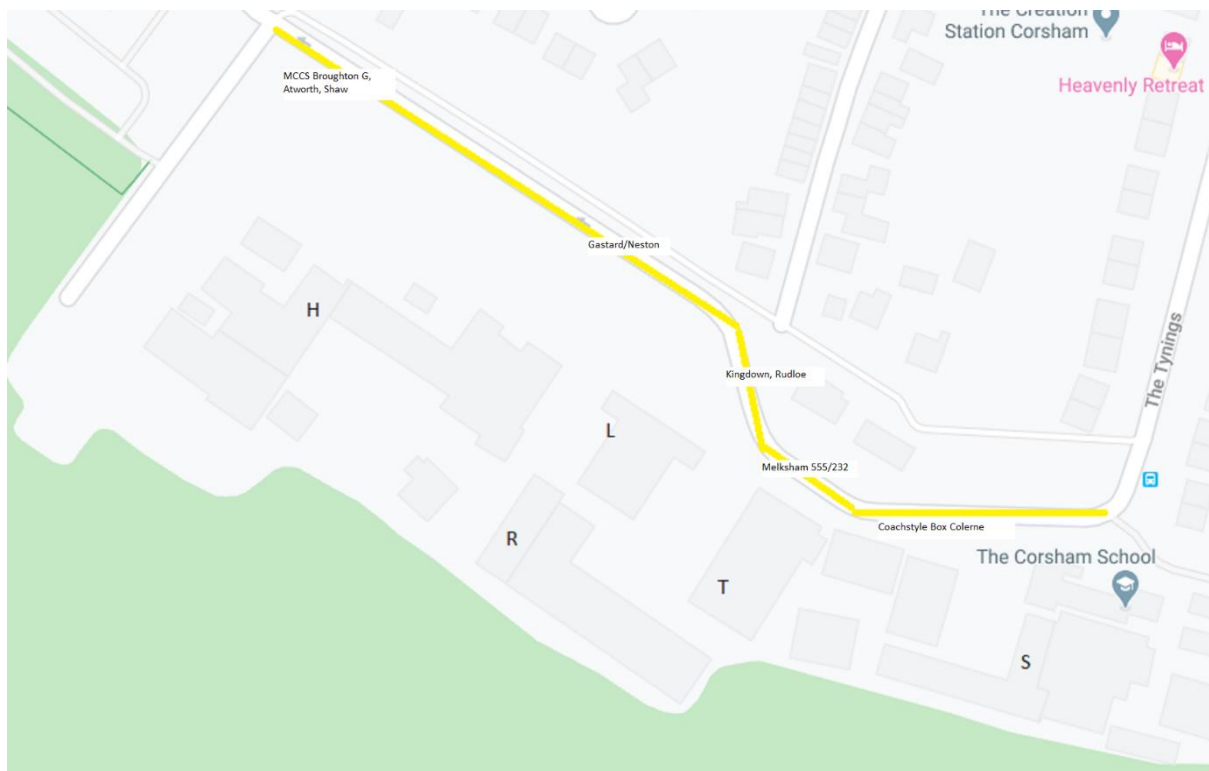 The Creation
Station Corsham
Heavenly Retreat
MCCS Broughton G,
Atworth, Shaw
Gastard/Neston
H
Kingdown, Rudloe
The Tynings
L
Melksham 555/232
Coachstyle Box Colerne
R
The Corsham School
T
S